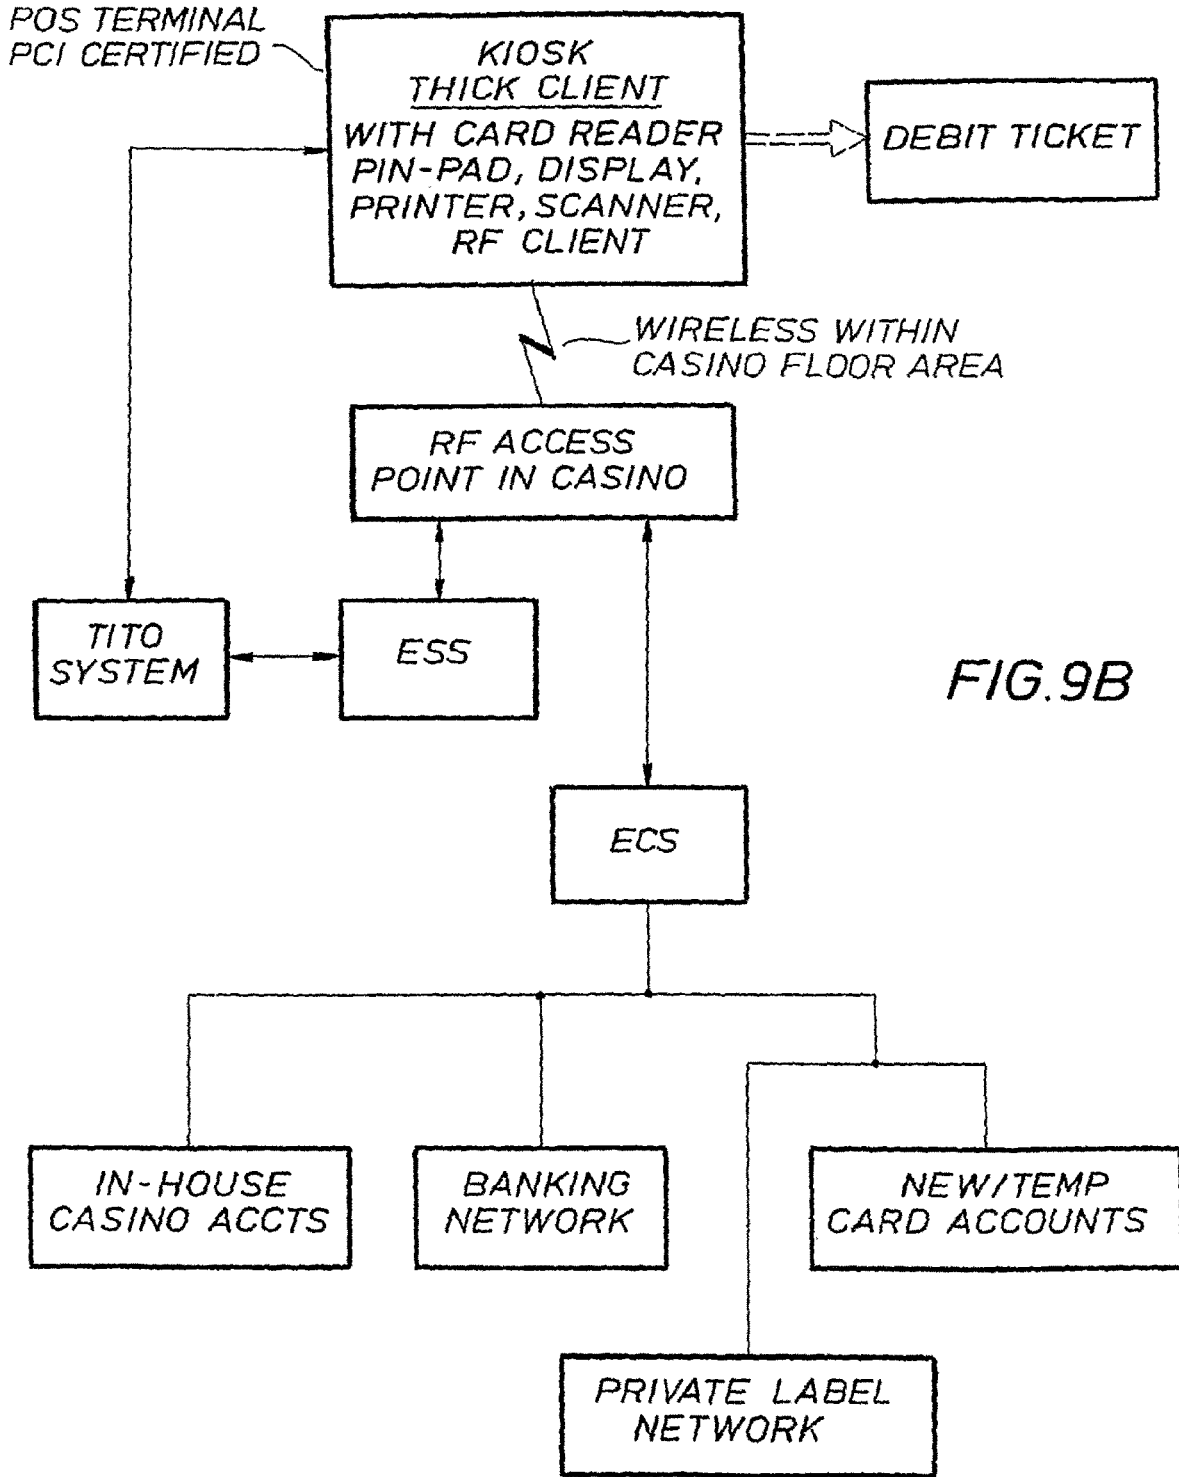 POS TERMINAL
PCI CERTIFIED
KIOSK
THICK CLIENT
WITH CARD READER
PIN-PAD, DISPLAY,
PRINTER, SCANNER,
RF CLIENT
DEBIT TICKET
WIRELESS WITHIN
CASINO FLOOR AREA
RF ACCESS
POINT IN CASINO
TITO
SYSTEM
ESS
FIG.9B
ECS
IN-HOUSE
CASINO ACCTS
BANKING
NETWORK
NEW/TEMP
CARD ACCOUNTS
PRIVATE LABEL
NETWORK